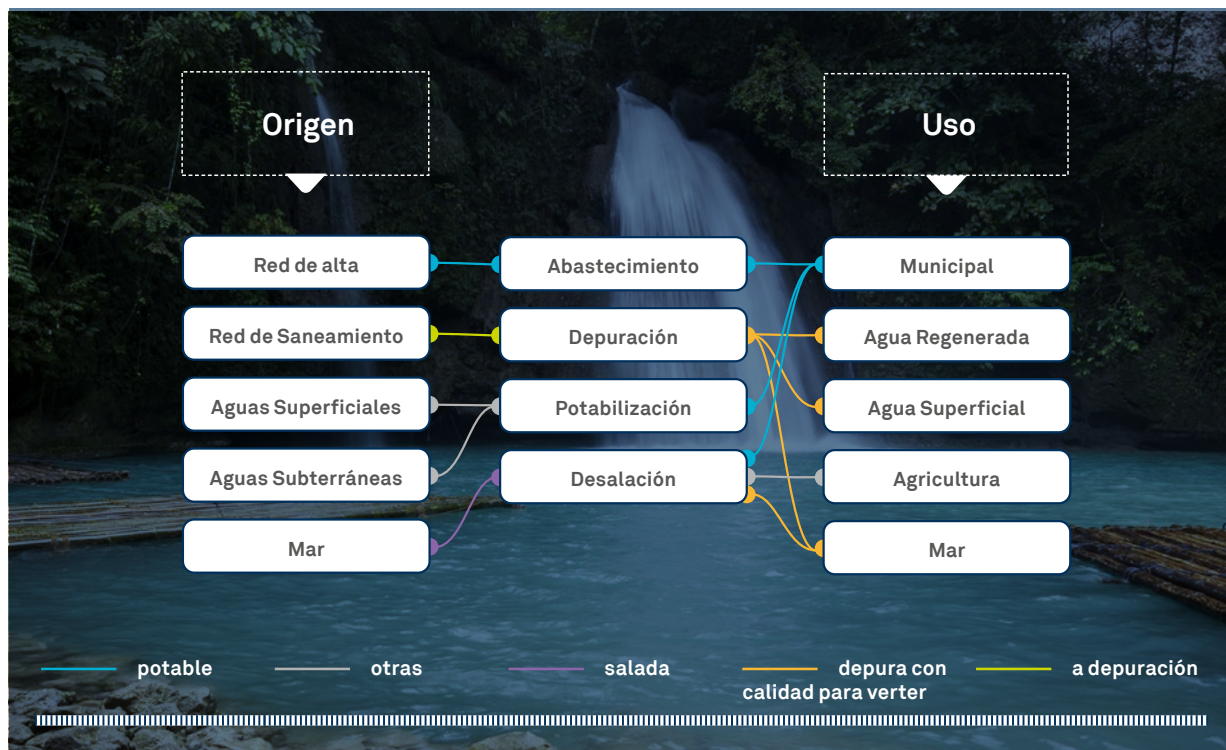 Origen
Uso
Red de alta
Abastecimiento
Municipal
Red de Saneamiento
Depuración
Agua Regenerada
Aguas Superficiales
Potabilización
Agua Superficial
Aguas Subterráneas
Desalación
Agricultura
Mar
Mar
potable
otras
salada
depura con
calidad para verter
a depuración